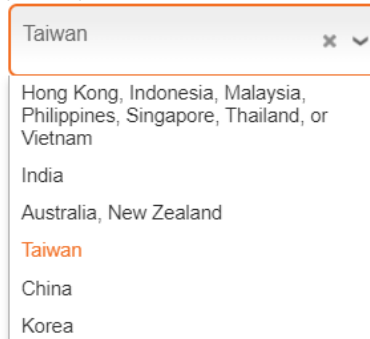 Taiwan
Hong Kong, Indonesia, Malaysia,
Philippines, Singapore, Thailand, or
Vietnam
India
Australia, New Zealand
Taiwan
China
Korea